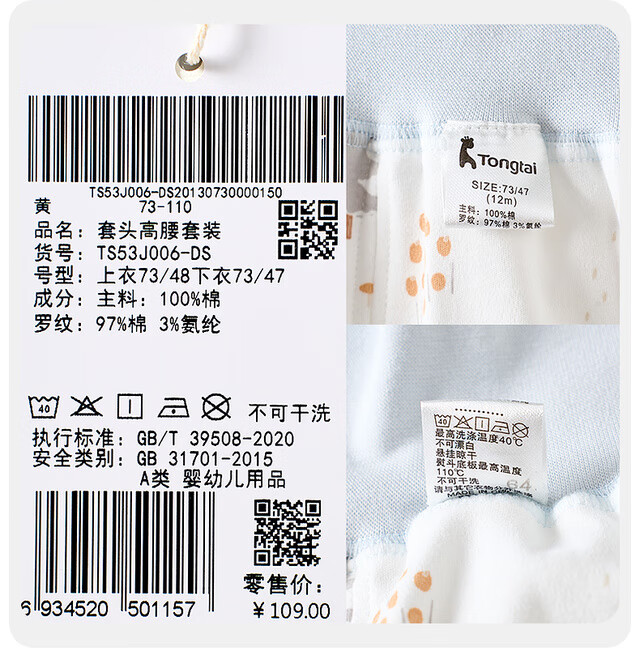 TS53J006-DS20130730000150
黄 73-110
品名: 套头高腰套装
货号: TS53J006-DS
号型: 上衣73/48下衣73/47
成分: 主料: 100%棉
罗纹: 97%棉 3%氨纶
40 不可干洗
执行标准: GB/T 39508-2020
安全类别: GB 31701-2015
A类 婴幼儿用品
6 934520 501157
零售价:
¥109.00
Tongtai
SIZE:73/47
(12m)
主料: 100%棉
罗纹: 97%棉 3%氨纶
40
最高洗涤温度40℃
不可漂白
悬挂晾干
熨斗底板最高温度
110℃
不可干洗
64
MADE IN